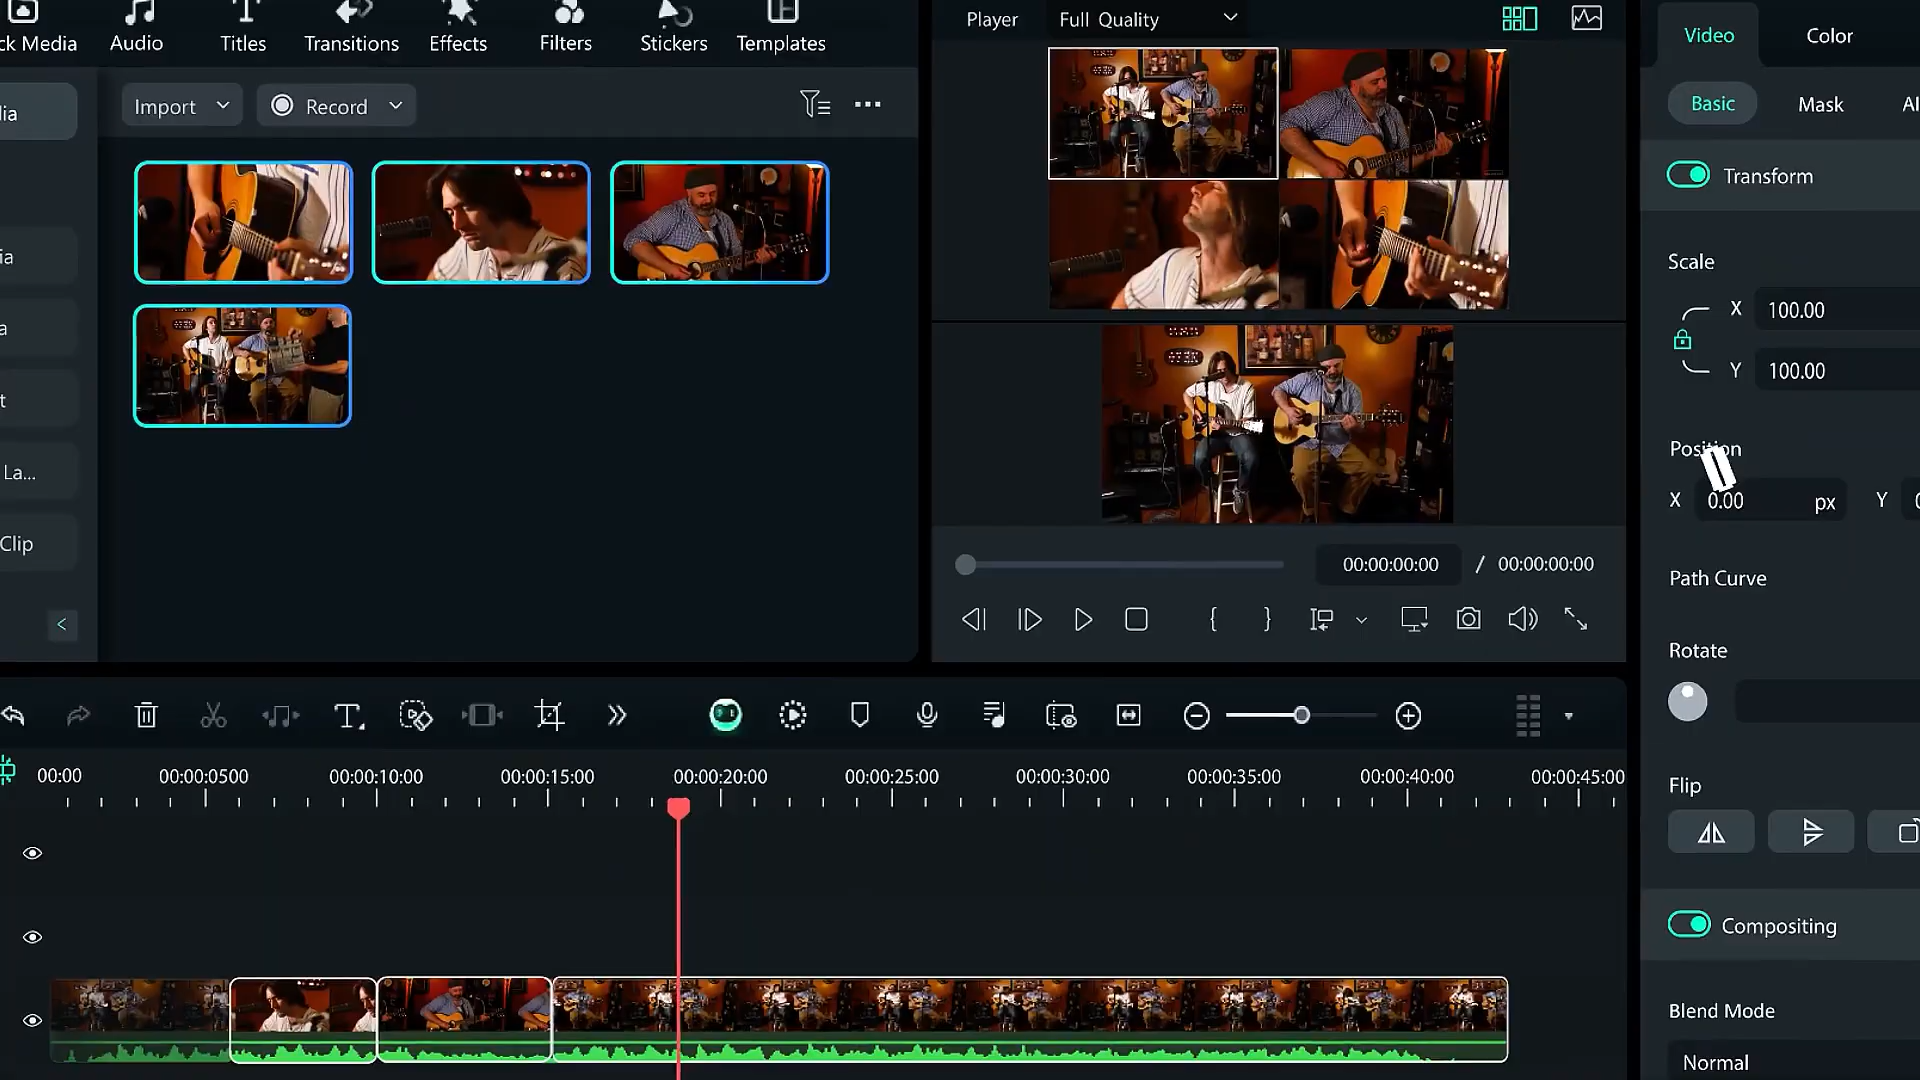 ck Media
Audio
Titles
Transitions
Effects
Filters
Stickers
Templates
Player
Full Quality
Video
Color
Import
Record
Basic
Mask
AI
dia
Transform
Scale
X 100.00
Y 100.00
ia
a
t
La...
Clip
Position
X 0.00 px Y 0
Path Curve
00:00:00:00 / 00:00:00:00
Rotate
Flip
00:00
00:00:0500
00:00:10:00
00:00:15:00
00:00:20:00
00:00:25:00
00:00:30:00
00:00:35:00
00:00:40:00
00:00:45:00
Compositing
Blend Mode
Normal